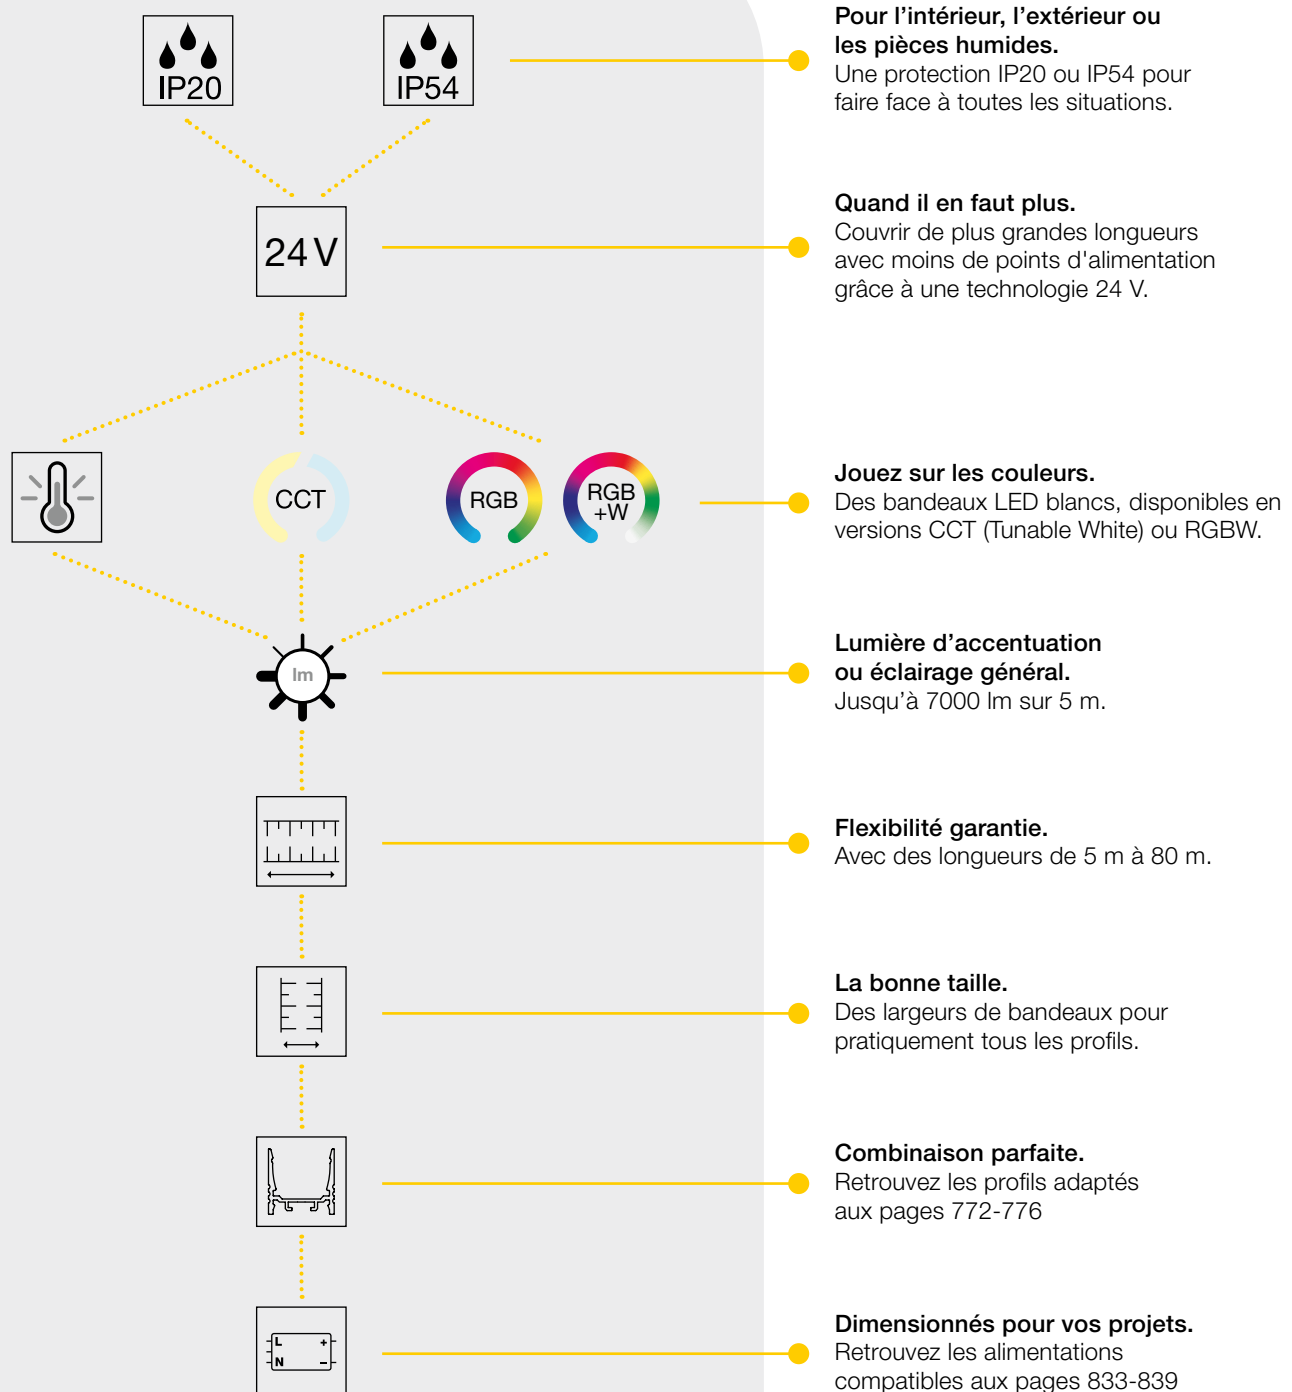 IP20
IP54
Pour l’intérieur, l’extérieur ou
les pièces humides.
Une protection IP20 ou IP54 pour
faire face à toutes les situations.
24 V
Quand il en faut plus.
Couvrir de plus grandes longueurs
avec moins de points d'alimentation
grâce à une technologie 24 V.
CCT
RGB
RGB
+W
Jouez sur les couleurs.
Des bandeaux LED blancs, disponibles en
versions CCT (Tunable White) ou RGBW.
lm
Lumière d’accentuation
ou éclairage général.
Jusqu’à 7000 lm sur 5 m.
Flexibilité garantie.
Avec des longueurs de 5 m à 80 m.
La bonne taille.
Des largeurs de bandeaux pour
pratiquement tous les profils.
Combinaison parfaite.
Retrouvez les profils adaptés
aux pages 772-776
L +
N −
Dimensionnés pour vos projets.
Retrouvez les alimentations
compatibles aux pages 833-839